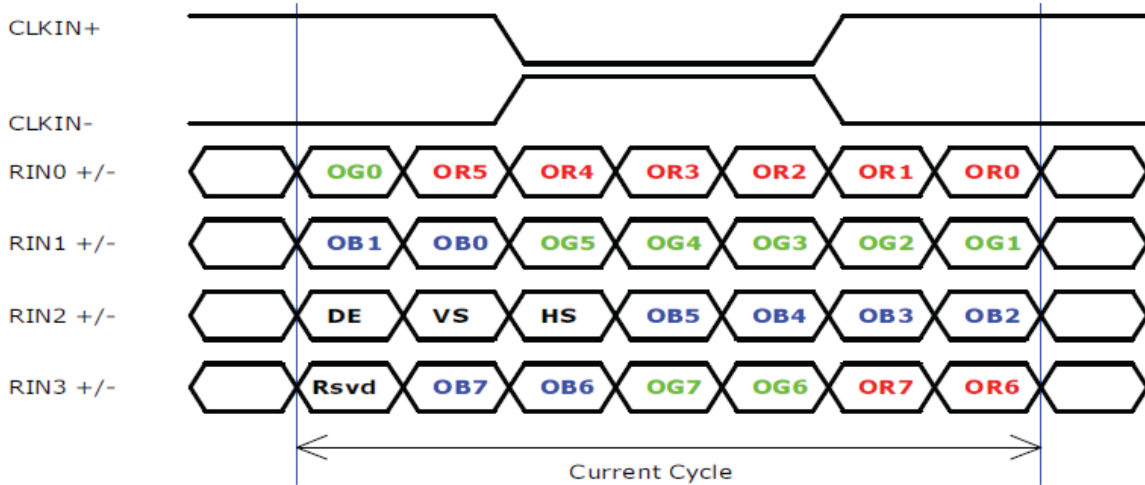 CLKIN+
CLKIN-
RIN0 +/- OG0 OR5 OR4 OR3 OR2 OR1 OR0
RIN1 +/- OB1 OB0 OG5 OG4 OG3 OG2 OG1
RIN2 +/- DE VS HS OB5 OB4 OB3 OB2
RIN3 +/- Rsvd OB7 OB6 OG7 OG6 OR7 OR6
Current Cycle